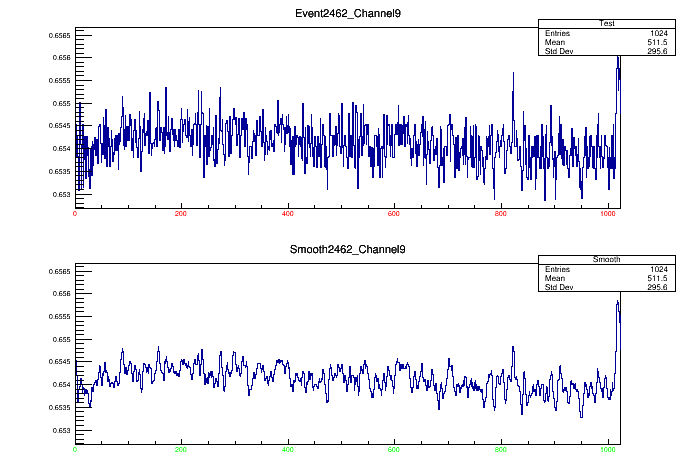 Event2462_Channel9
Test
Entries 1024
Mean 511.5
Std Dev 295.6
0.6565
0.656
0.6555
0.655
0.6545
0.654
0.6535
0.653
0 200 400 600 800 1000
Smooth2462_Channel9
Smooth
Entries 1024
Mean 511.5
Std Dev 295.6
0.6565
0.656
0.6555
0.655
0.6545
0.654
0.6535
0.653
0 200 400 600 800 1000